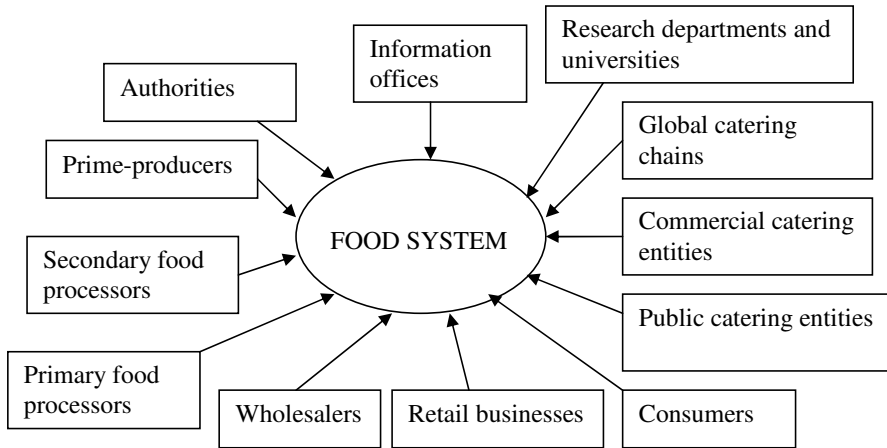 Research departments and
universities
Information
offices
Authorities
Global catering
chains
Prime-producers
Commercial catering
entities
FOOD SYSTEM
Secondary food
processors
Public catering entities
Primary food
processors
Wholesalers
Retail businesses
Consumers